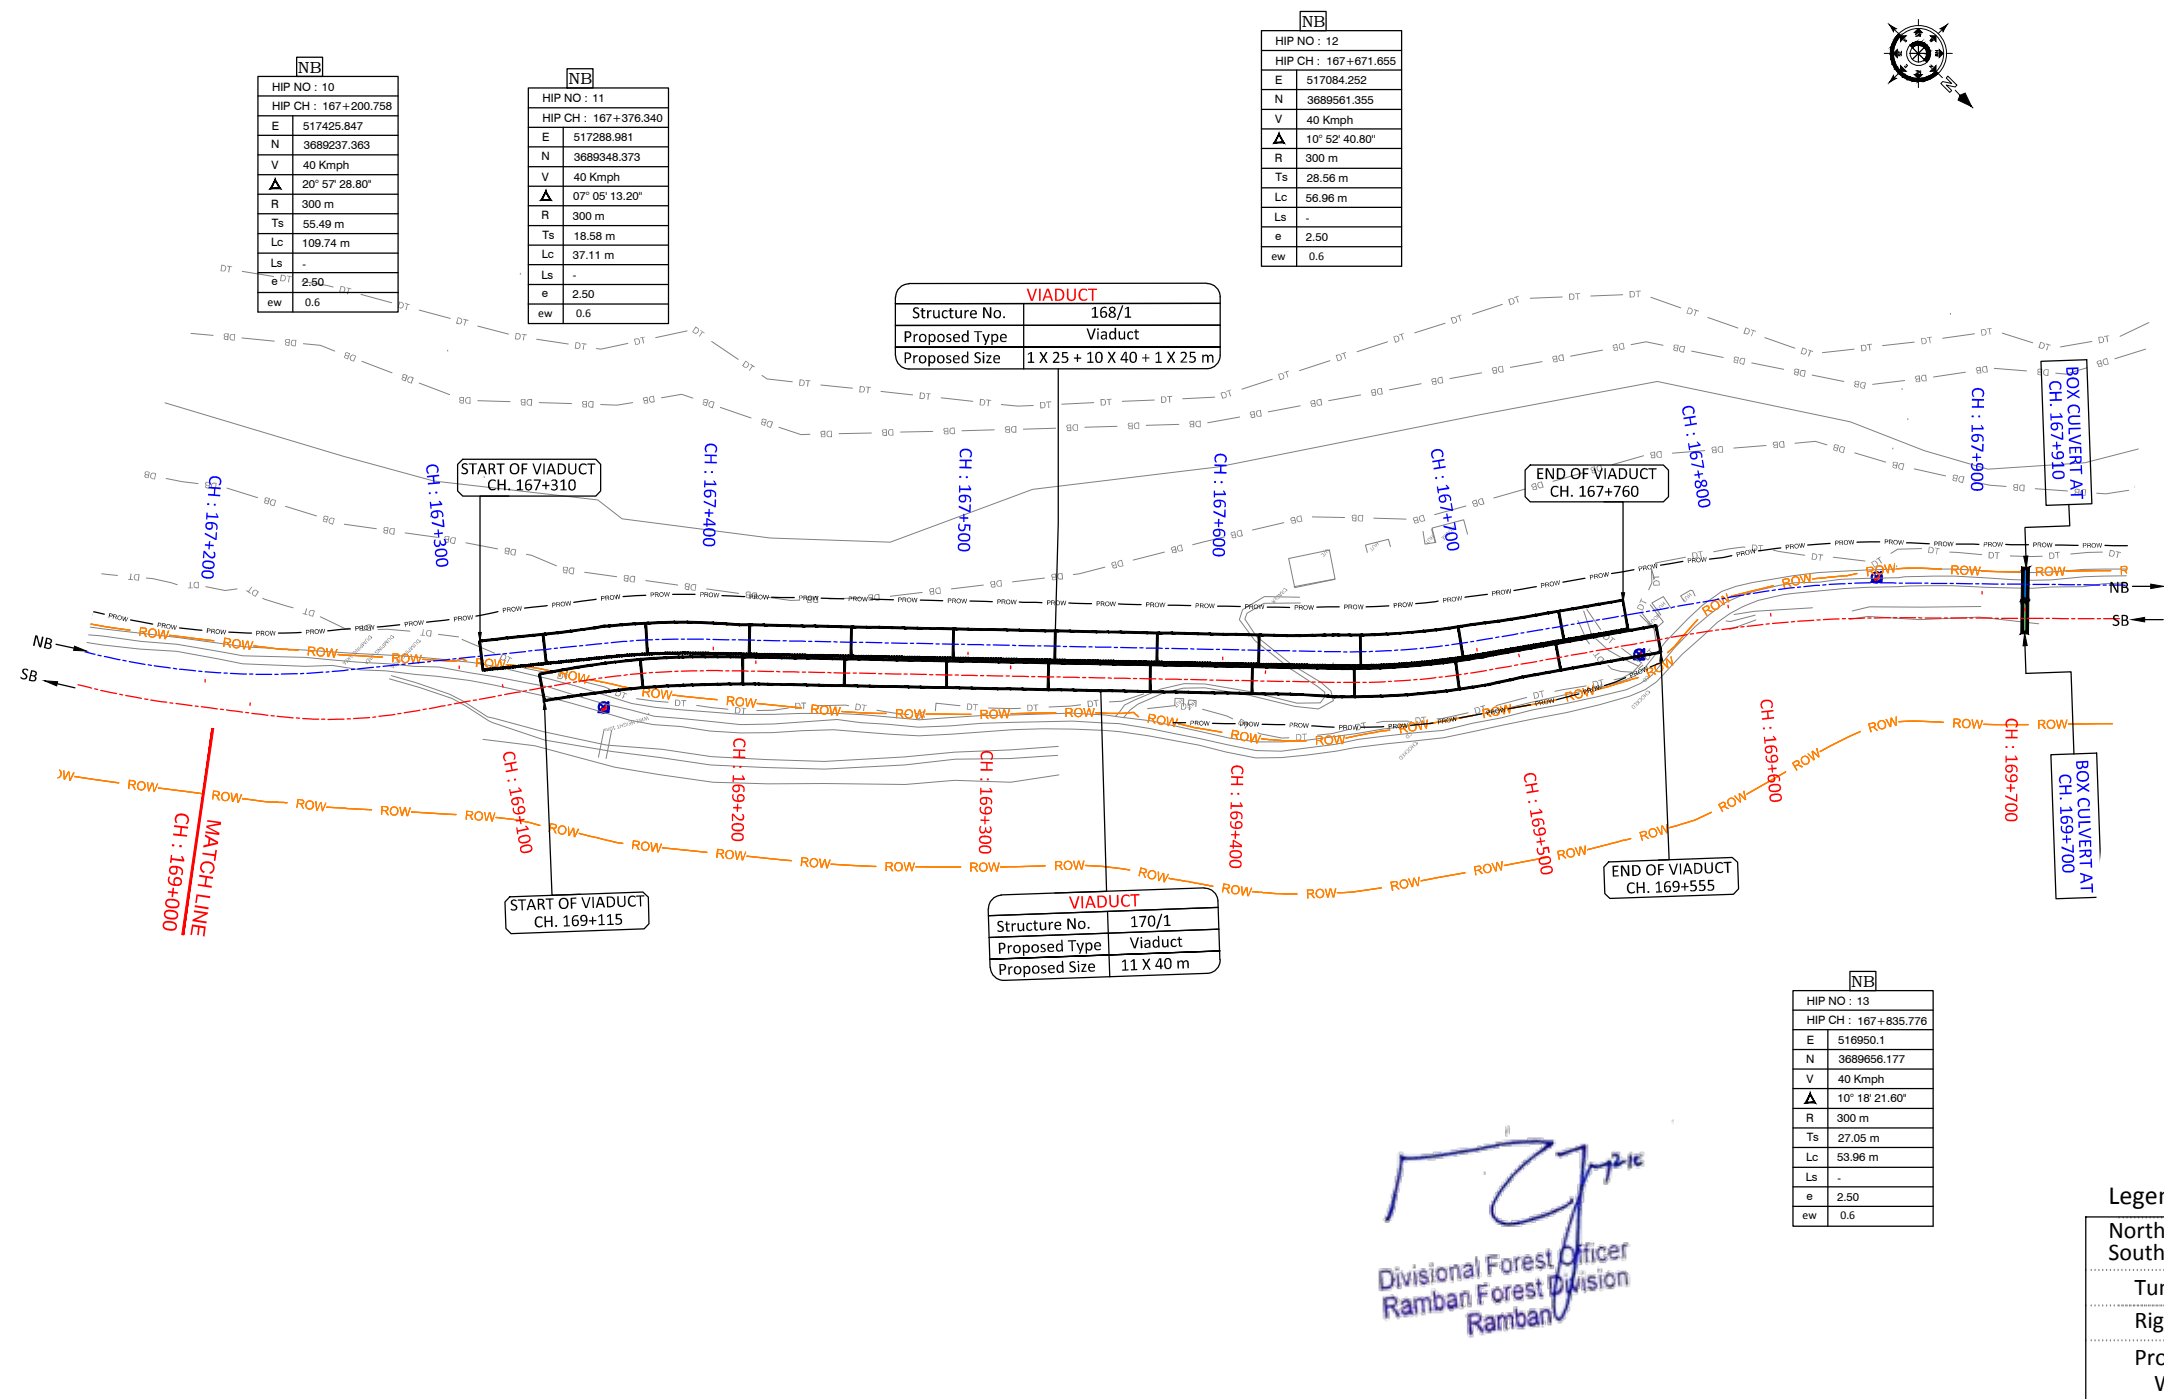 NB
HIP NO : 10
HIP CH : 167+200.758
E 517425.847
N 3689237.363
V 40 Kmph
20° 57' 28.80"
R 300 m
Ts 55.49 m
Lc 109.74 m
Ls -
e 2.50
ew 0.6
NB
HIP NO : 11
HIP CH : 167+376.340
E 517288.981
N 3689348.373
V 40 Kmph
07° 05' 13.20"
R 300 m
Ts 18.58 m
Lc 37.11 m
Ls -
e 2.50
ew 0.6
NB
HIP NO : 12
HIP CH : 167+671.655
E 517084.252
N 3689561.355
V 40 Kmph
10° 52' 40.80"
R 300 m
Ts 28.56 m
Lc 56.96 m
Ls -
e 2.50
ew 0.6
N
VIADUCT
Structure No. 168/1
Proposed Type Viaduct
Proposed Size 1 X 25 + 10 X 40 + 1 X 25 m
START OF VIADUCT
CH. 167+310
END OF VIADUCT
CH. 167+760
BOX CULVERT AT
CH. 167+910
CH : 167+200
CH : 167+300
CH : 167+400
CH : 167+500
CH : 167+600
CH : 167+700
CH : 167+800
CH : 167+900
NB
SB
NB
SB
MATCH LINE
CH : 169+000
CH : 169+100
CH : 169+200
CH : 169+300
CH : 169+400
CH : 169+500
CH : 169+600
CH : 169+700
START OF VIADUCT
CH. 169+115
VIADUCT
Structure No. 170/1
Proposed Type Viaduct
Proposed Size 11 X 40 m
END OF VIADUCT
CH. 169+555
BOX CULVERT AT
CH. 169+700
NB
HIP NO : 13
HIP CH : 167+835.776
E 516950.1
N 3689656.177
V 40 Kmph
10° 18' 21.60"
R 300 m
Ts 27.05 m
Lc 53.96 m
Ls -
e 2.50
ew 0.6
Divisional Forest Officer
Ramban Forest Division
Ramban
Leger
North
South
Tur
Rig
Pro